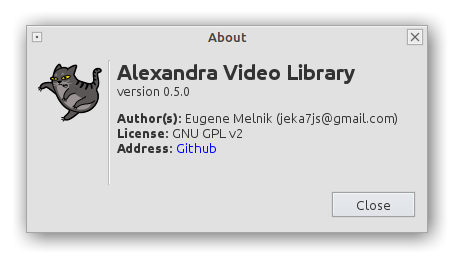 About
Alexandra Video Library
version 0.5.0
Author(s): Eugene Melnik (jeka7js@gmail.com)
License: GNU GPL v2
Address: Github
Close